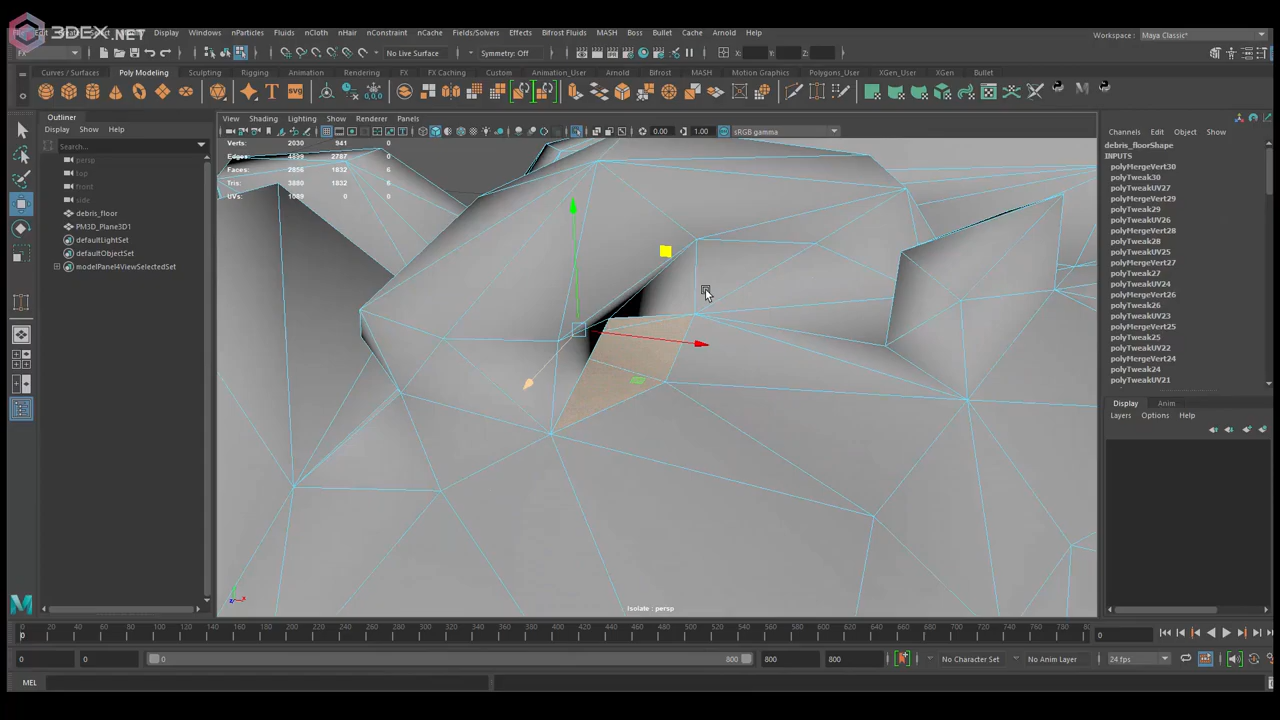 3DEX.NET
Windows nParticles Fluids nCloth nHair nConstraint nCache Fields/Solvers Effects Bifrost Fluids MASH Boss Bullet Cache Arnold Help
Workspace : Maya Classic*
FX No Live Surface Symmetry: Off X: Y: Z:
Curves / Surfaces Poly Modeling Sculpting Rigging Animation Rendering FX FX Caching Custom Animation_User Arnold Bifrost MASH Motion Graphics Polygons_User XGen_User XGen Bullet
Outliner
Display Show Help
Search...
persp
top
front
side
debris_floor
PM3D_Plane3D1
defaultLightSet
defaultObjectSet
modelPanel4ViewSelectedSet
View Shading Lighting Show Renderer Panels
0.00 1.00 sRGB gamma
Verts: 2030 941 0
Edges: 4899 2787 0
Faces: 2856 1832 6
Tris: 3880 1832 6
UVs: 1089 0 0
Isolate : persp
Channels Edit Object Show
debris_floorShape
INPUTS
polyMergeVert30
polyTweak30
polyTweakUV27
polyMergeVert29
polyTweak29
polyTweakUV26
polyMergeVert28
polyTweak28
polyTweakUV25
polyMergeVert27
polyTweak27
polyTweakUV24
polyMergeVert26
polyTweak26
polyTweakUV23
polyMergeVert25
polyTweak25
polyTweakUV22
polyMergeVert24
polyTweak24
polyTweakUV21
Display Anim
Layers Options Help
0 20 40 60 80 100 120 140 160 180 200 220 240 260 280 300 320 340 360 380 400 420 440 460 480 500 520 540 560 580 600 620 640 660 680 700 720 740 760 780 0
0
0 0 0 800 800 800 No Character Set No Anim Layer 24 fps
MEL